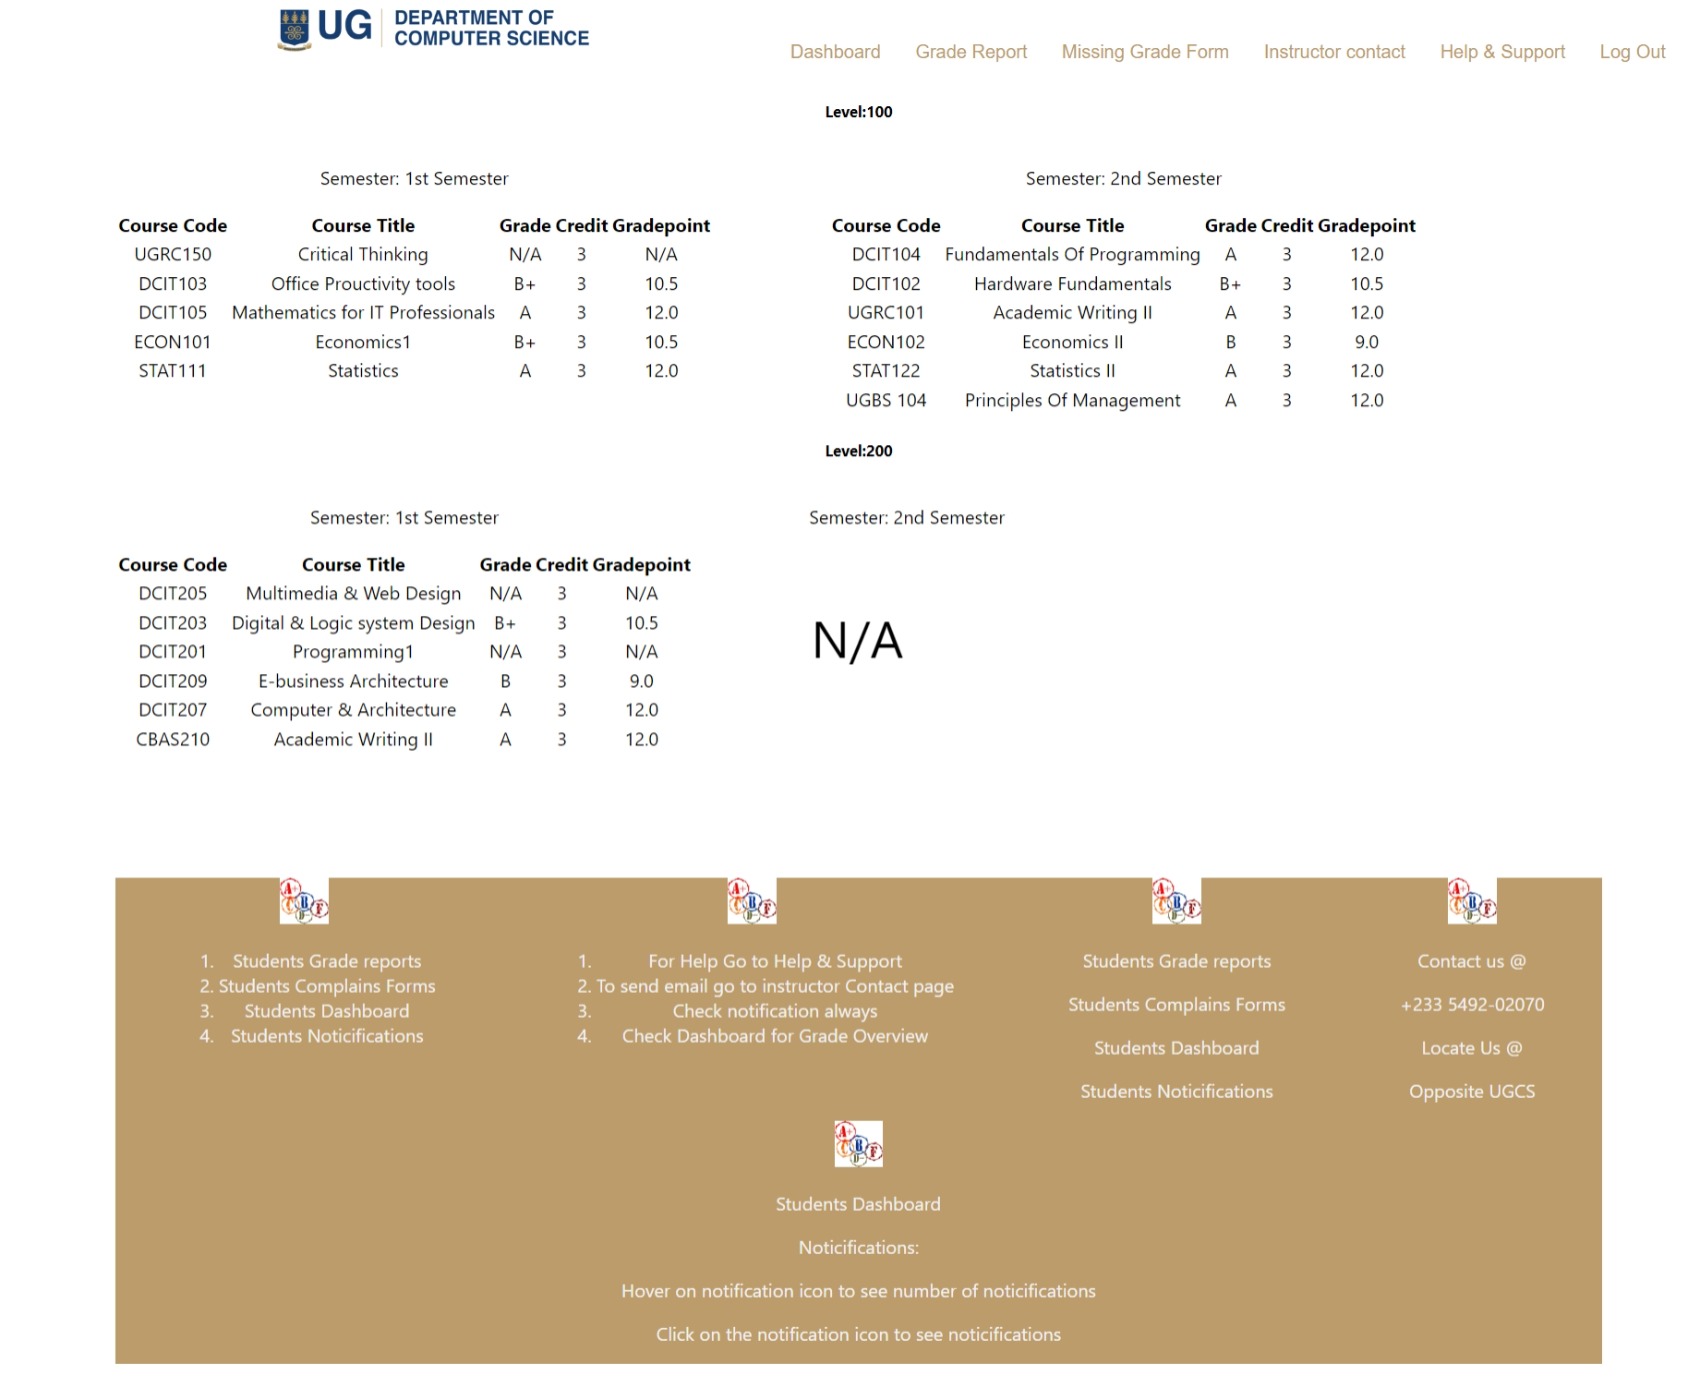 UG DEPARTMENT OF
COMPUTER SCIENCE
Dashboard Grade Report Missing Grade Form Instructor contact Help & Support Log Out
Level:100
Semester: 1st Semester
Course Code Course Title Grade Credit Gradepoint
UGRC150 Critical Thinking N/A 3 N/A
DCIT103 Office Prouctivity tools B+ 3 10.5
DCIT105 Mathematics for IT Professionals A 3 12.0
ECON101 Economics1 B+ 3 10.5
STAT111 Statistics A 3 12.0
Semester: 2nd Semester
Course Code Course Title Grade Credit Gradepoint
DCIT104 Fundamentals Of Programming A 3 12.0
DCIT102 Hardware Fundamentals B+ 3 10.5
UGRC101 Academic Writing II A 3 12.0
ECON102 Economics II B 3 9.0
STAT122 Statistics II A 3 12.0
UGBS 104 Principles Of Management A 3 12.0
Level:200
Semester: 1st Semester
Course Code Course Title Grade Credit Gradepoint
DCIT205 Multimedia & Web Design N/A 3 N/A
DCIT203 Digital & Logic system Design B+ 3 10.5
DCIT201 Programming1 N/A 3 N/A
DCIT209 E-business Architecture B 3 9.0
DCIT207 Computer & Architecture A 3 12.0
CBAS210 Academic Writing II A 3 12.0
Semester: 2nd Semester
N/A
A+ C B D- F
1. Students Grade reports
2. Students Complains Forms
3. Students Dashboard
4. Students Noticifications
A+ C B D- F
1. For Help Go to Help & Support
2. To send email go to instructor Contact page
3. Check notification always
4. Check Dashboard for Grade Overview
A+ C B D- F
Students Grade reports
Students Complains Forms
Students Dashboard
Students Noticifications
A+ C B D- F
Contact us @
+233 5492-02070
Locate Us @
Opposite UGCS
A+ C B D- F
Students Dashboard
Noticifications:
Hover on notification icon to see number of noticifications
Click on the notification icon to see noticifications